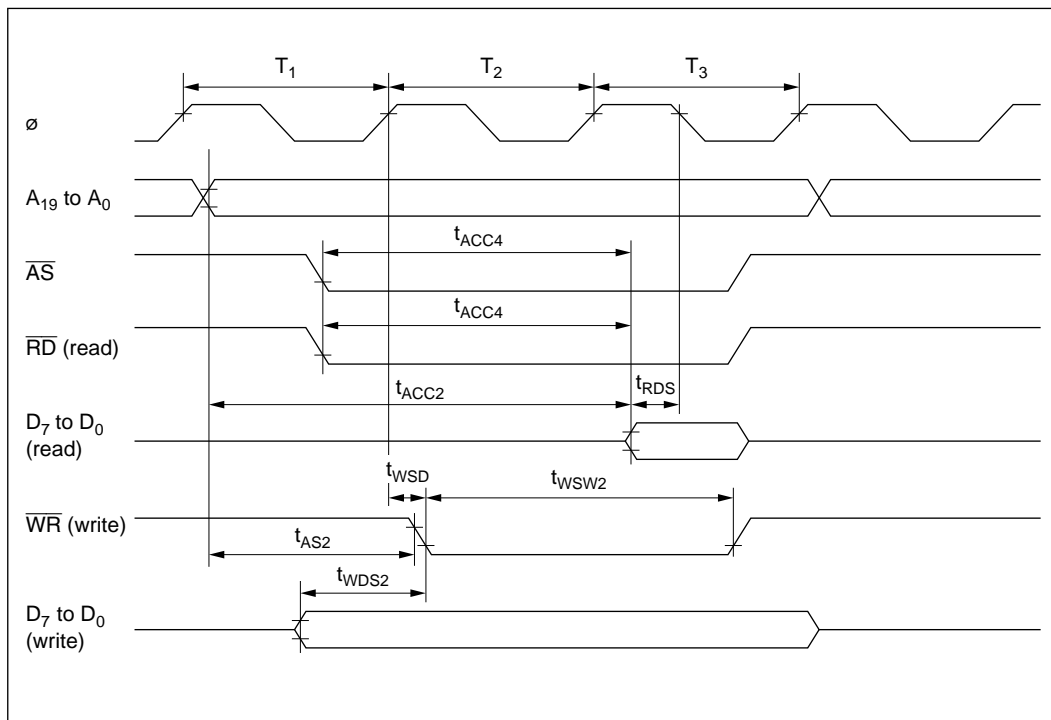 T1 T2 T3
ø
A19 to A0
tACC4
AS
tACC4
RD (read)
tACC2 tRDS
D7 to D0
(read)
tWSD tWSW2
WR (write)
tAS2
tWDS2
D7 to D0
(write)